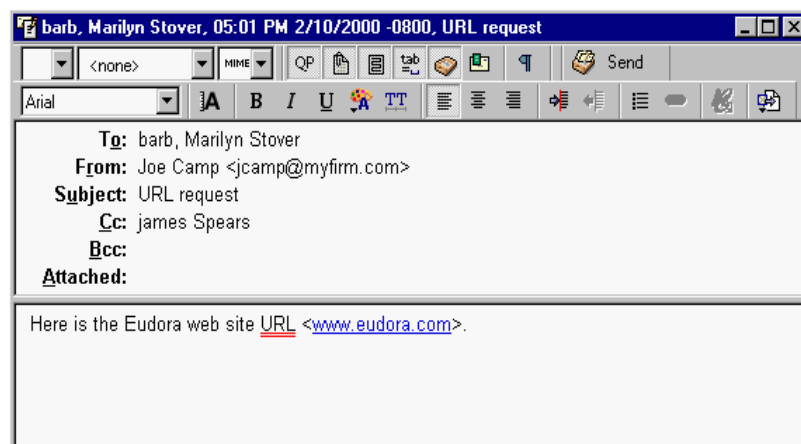 barb, Marilyn Stover, 05:01 PM 2/10/2000 -0800, URL request
<none> MIME QP tab Send
Arial A B I U A TT
To: barb, Marilyn Stover
From: Joe Camp <jcamp@myfirm.com>
Subject: URL request
Cc: james Spears
Bcc:
Attached:
Here is the Eudora web site URL <www.eudora.com>.